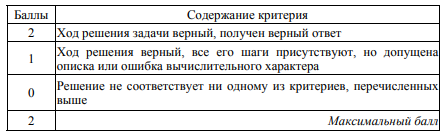 Баллы Содержание критерия
2 Ход решения задачи верный, получен верный ответ
1 Ход решения верный, все его шаги присутствуют, но допущена
описка или ошибка вычислительного характера
0 Решение не соответствует ни одному из критериев, перечисленных
выше
2 Максимальный балл